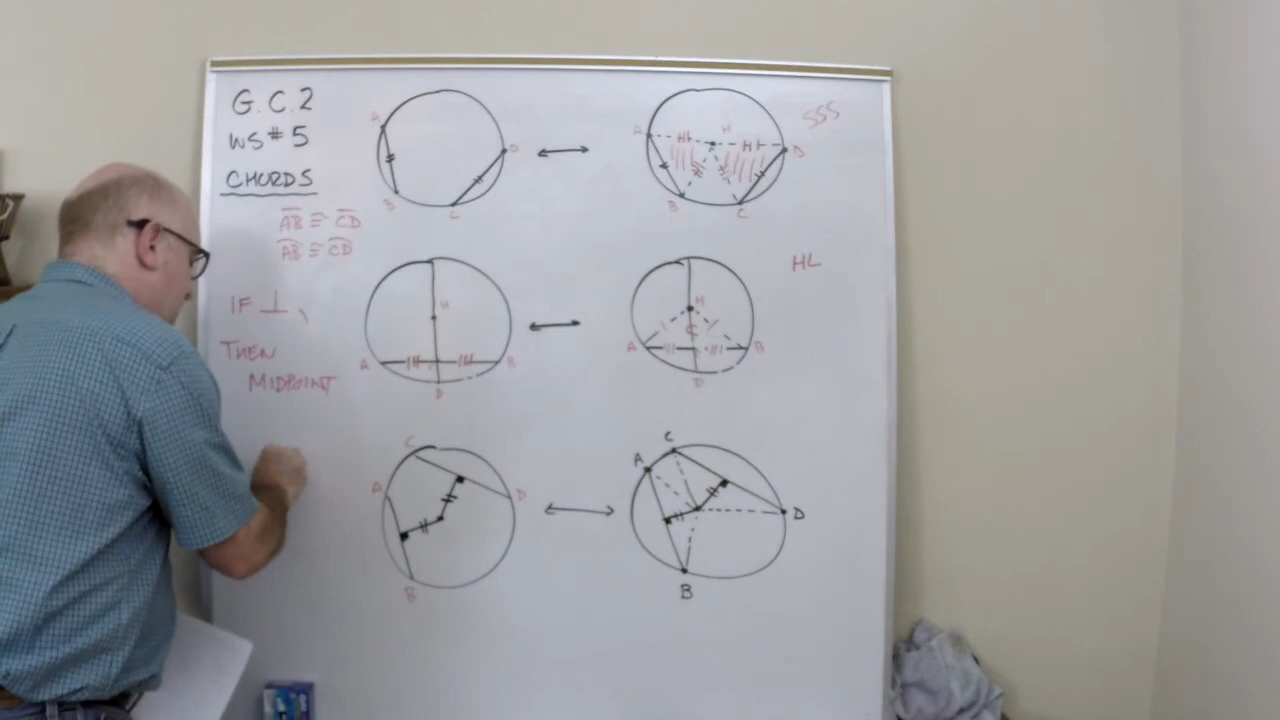 G.C.2
WS#5
CHORDS
AB ≅ CD
AB ≅ CD
IF ⊥,
THEN
MIDPOINT
A
B
C
D
A
H
D
B
C
SSS
H
A
B
D
H
C
A
B
D
HL
C
A
D
B
C
A
D
B